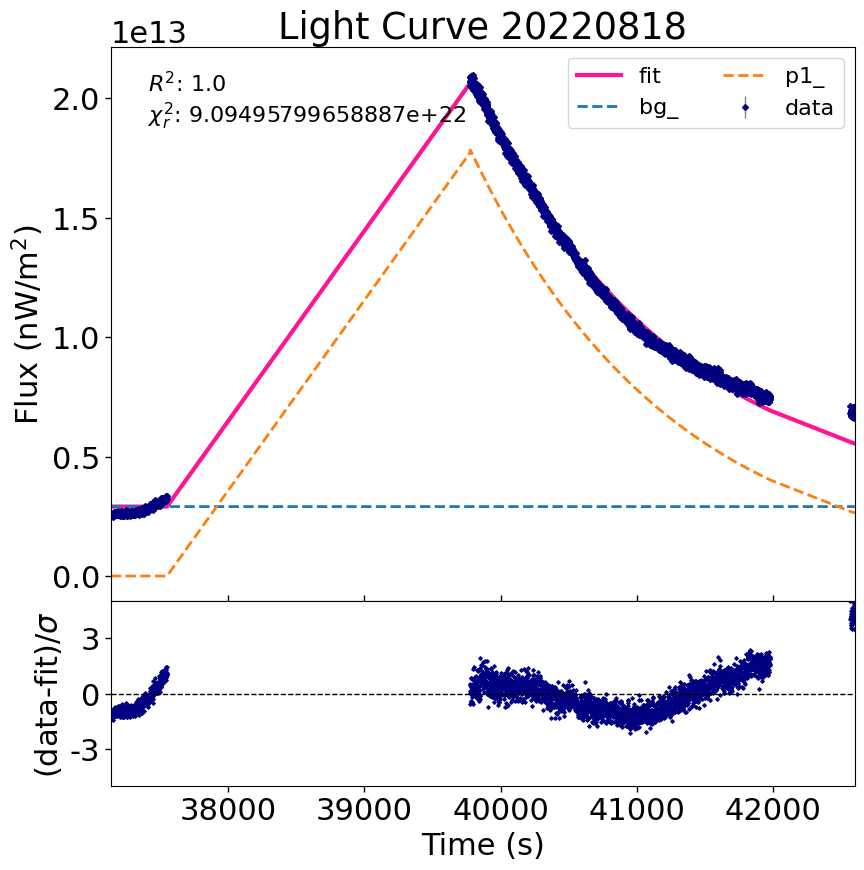 Light Curve 20220818
1e13
R²: 1.0
χ²ᵣ: 9.09495799658887e+22
fit
bg_
p1_
data
Flux (nW/m²)
2.0
1.5
1.0
0.5
0.0
(data-fit)/σ
3
0
-3
38000 39000 40000 41000 42000
Time (s)